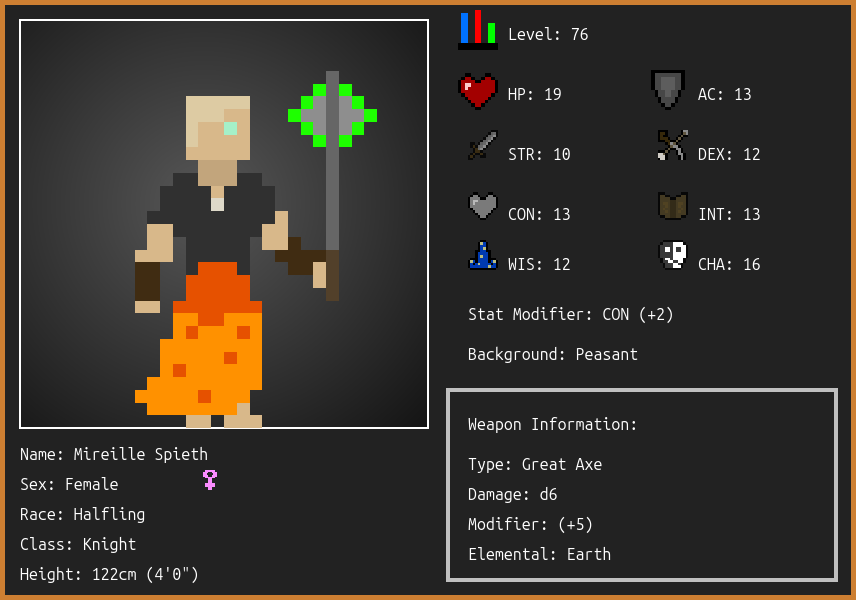 Level: 76
HP: 19
AC: 13
STR: 10
DEX: 12
CON: 13
INT: 13
WIS: 12
CHA: 16
Stat Modifier: CON (+2)
Background: Peasant
Weapon Information:
Type: Great Axe
Damage: d6
Modifier: (+5)
Elemental: Earth
Name: Mireille Spieth
Sex: Female
Race: Halfling
Class: Knight
Height: 122cm (4'0")